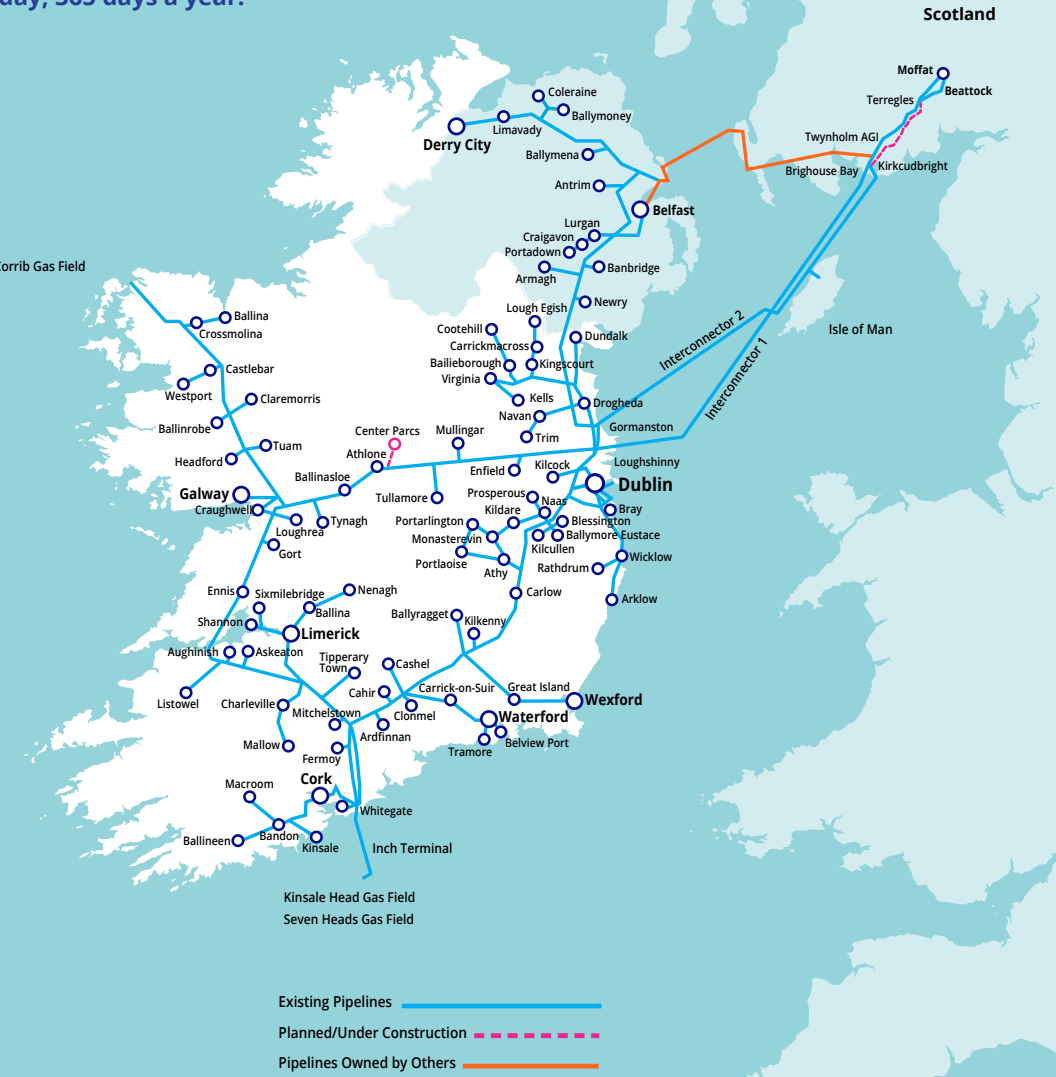 day, 365 days a year.
Scotland
Moffat
Beattock
Terregles
Coleraine
Ballymoney
Limavady
Derry City
Twynholm AGI
Ballymena
Brighouse Bay
Kirkcudbright
Antrim
Belfast
Lurgan
Craigavon
Portadown
Banbridge
Armagh
Corrib Gas Field
Newry
Lough Egish
Ballina
Crossmolina
Cootehill
Dundalk
Isle of Man
Interconnector 2
Interconnector 1
Carrickmacross
Bailieborough
Kingscourt
Virginia
Castlebar
Westport
Claremorris
Kells
Drogheda
Navan
Ballinrobe
Gormanston
Center Parcs
Mullingar
Trim
Tuam
Athlone
Headford
Enfield
Kilcock
Loughshinny
Ballinasloe
Dublin
Galway
Tullamore
Prosperous
Naas
Craughwell
Kildare
Bray
Loughrea
Tynagh
Portarlington
Blessington
Monasterevin
Ballymore Eustace
Gort
Kilcullen
Portlaoise
Wicklow
Athy
Rathdrum
Ennis
Sixmilebridge
Nenagh
Carlow
Arklow
Ballina
Ballyragget
Shannon
Kilkenny
Limerick
Aughinish
Askeaton
Tipperary
Town
Cashel
Listowel
Cahir
Carrick-on-Suir
Great Island
Wexford
Charleville
Mitchelstown
Clonmel
Waterford
Ardfinnan
Mallow
Belview Port
Tramore
Fermoy
Cork
Macroom
Whitegate
Bandon
Ballineen
Kinsale
Inch Terminal
Kinsale Head Gas Field
Seven Heads Gas Field
Existing Pipelines
Planned/Under Construction
Pipelines Owned by Others